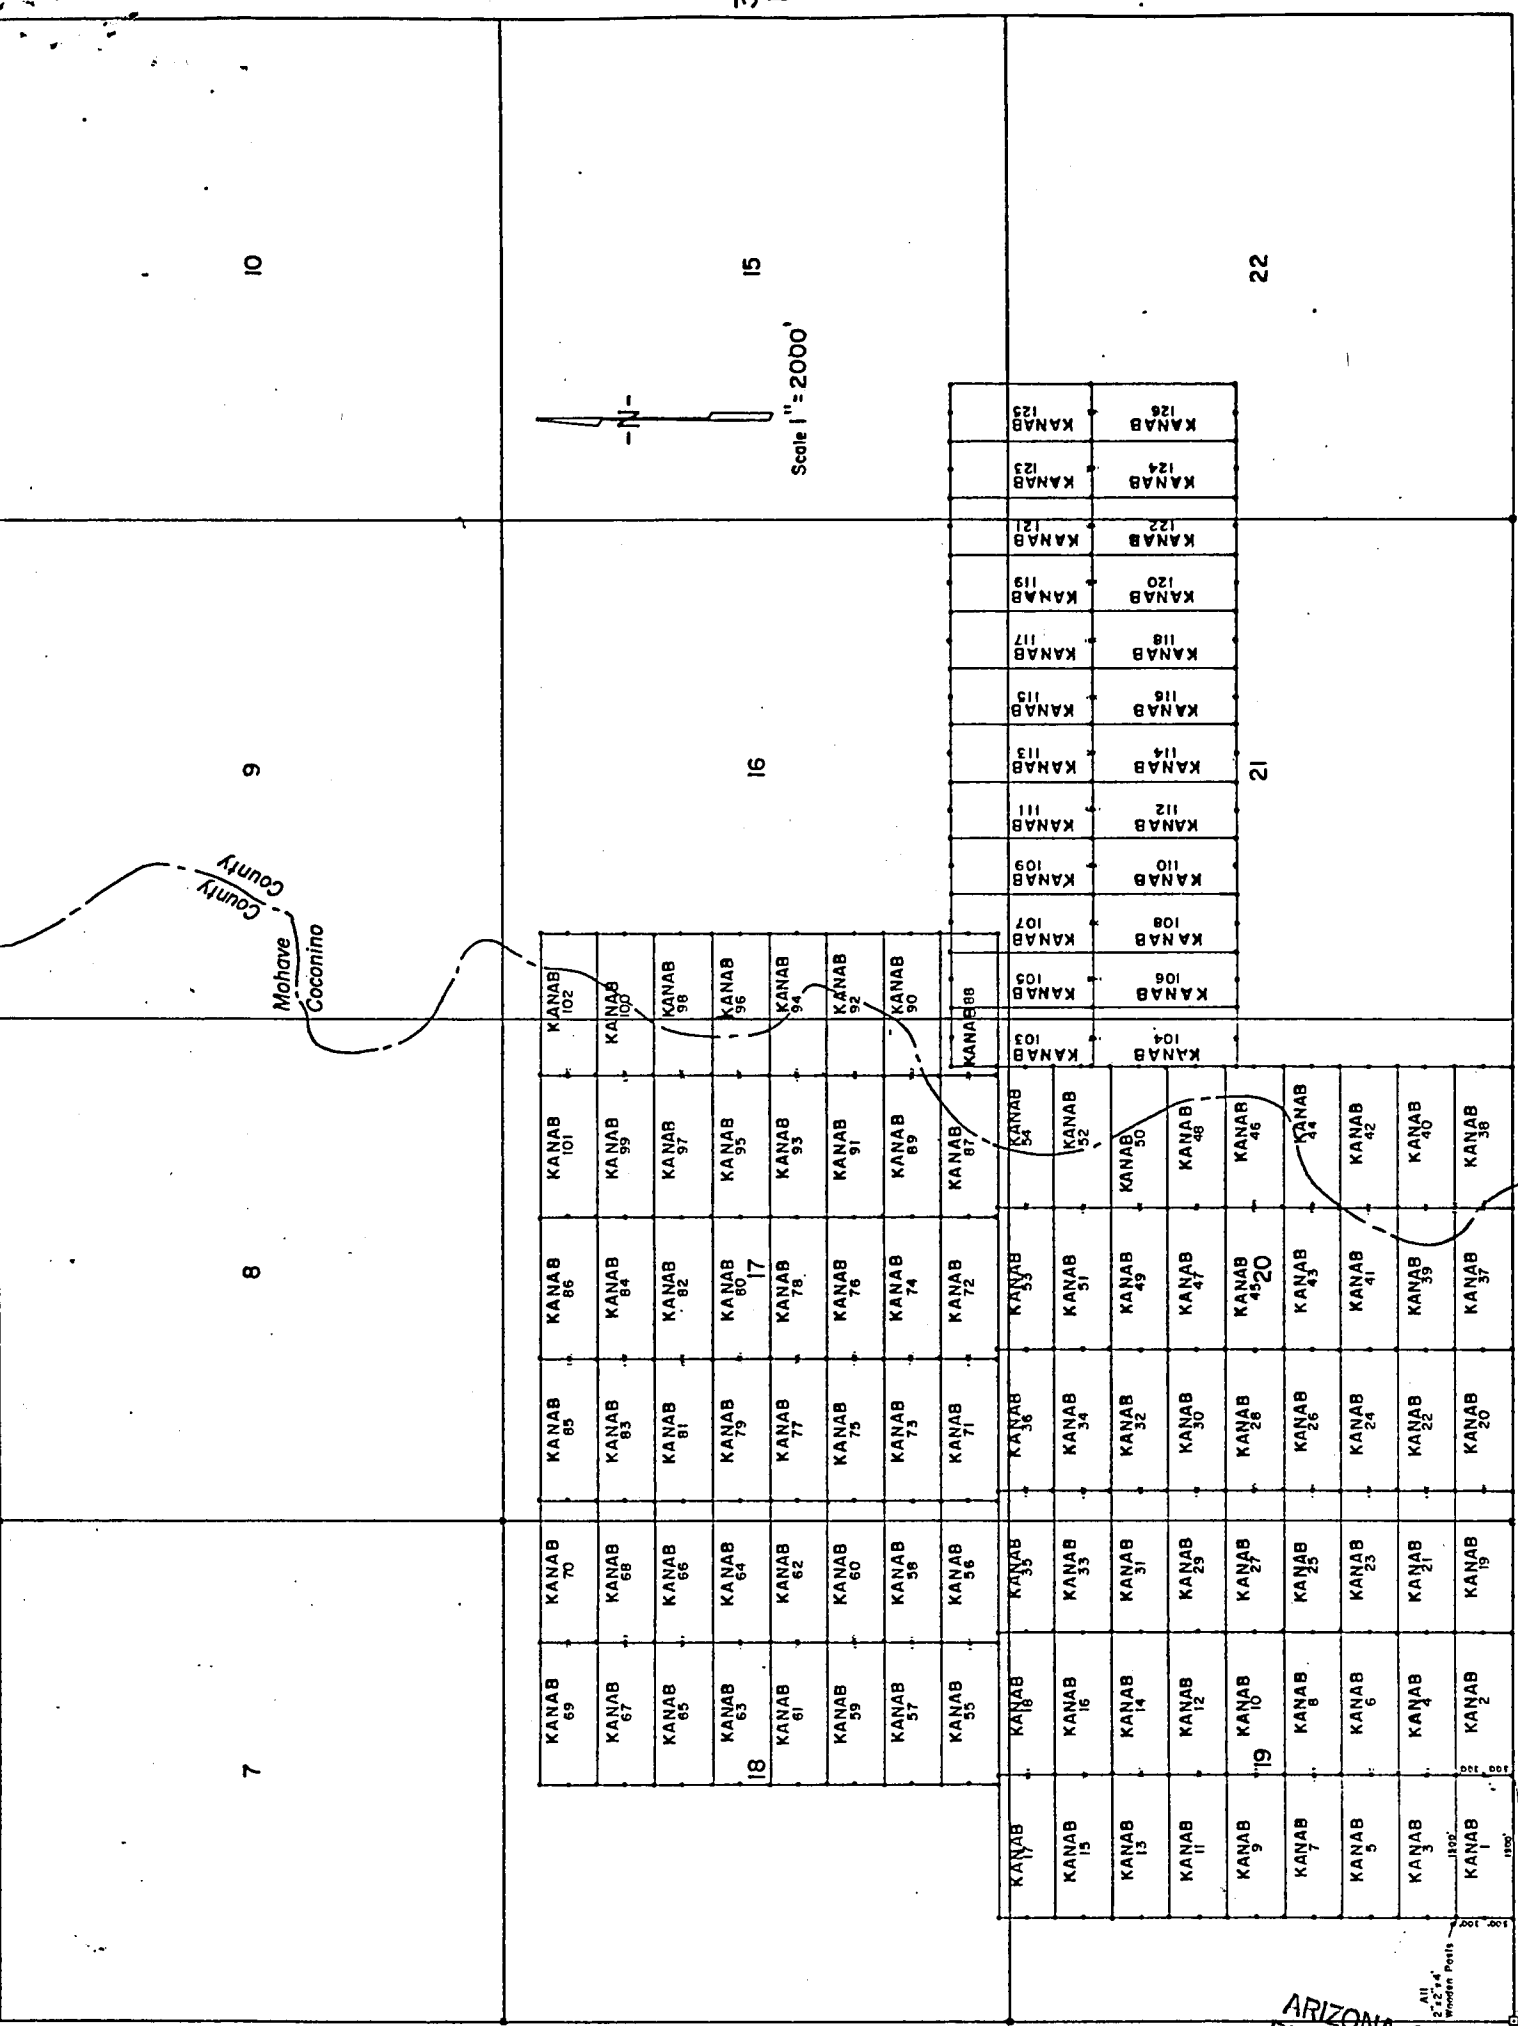 10
15
22
Scale 1" = 2000'
-N-
9
16
21
County
County
Mohave
Coconino
8
17
20
7
18
19
KANAB
102
KANAB
100
KANAB
98
KANAB
96
KANAB
94
KANAB
92
KANAB
90
KANAB 88
KANAB
101
KANAB
99
KANAB
97
KANAB
95
KANAB
93
KANAB
91
KANAB
89
KANAB
87
KANAB
86
KANAB
84
KANAB
82
KANAB
80
KANAB
78
KANAB
76
KANAB
74
KANAB
72
KANAB
85
KANAB
83
KANAB
81
KANAB
79
KANAB
77
KANAB
75
KANAB
73
KANAB
71
KANAB
70
KANAB
68
KANAB
66
KANAB
64
KANAB
62
KANAB
60
KANAB
58
KANAB
56
KANAB
69
KANAB
67
KANAB
65
KANAB
63
KANAB
61
KANAB
59
KANAB
57
KANAB
55
KANAB
125
KANAB
126
KANAB
123
KANAB
124
KANAB
121
KANAB
122
KANAB
119
KANAB
120
KANAB
117
KANAB
118
KANAB
115
KANAB
116
KANAB
113
KANAB
114
KANAB
111
KANAB
112
KANAB
109
KANAB
110
KANAB
107
KANAB
108
KANAB
105
KANAB
106
KANAB
103
KANAB
104
KANAB
54
KANAB
52
KANAB
50
KANAB
48
KANAB
46
KANAB
44
KANAB
42
KANAB
40
KANAB
38
KANAB
53
KANAB
51
KANAB
49
KANAB
47
KANAB
45
KANAB
43
KANAB
41
KANAB
39
KANAB
37
KANAB
36
KANAB
34
KANAB
32
KANAB
30
KANAB
28
KANAB
26
KANAB
24
KANAB
22
KANAB
20
KANAB
35
KANAB
33
KANAB
31
KANAB
29
KANAB
27
KANAB
25
KANAB
23
KANAB
21
KANAB
19
KANAB
18
KANAB
16
KANAB
14
KANAB
12
KANAB
10
KANAB
8
KANAB
6
KANAB
4
KANAB
2
KANAB
17
KANAB
15
KANAB
13
KANAB
11
KANAB
9
KANAB
7
KANAB
5
KANAB
3
KANAB
1
1500'
1500'
300' 300'
300' 300'
All
2"x2"x4'
Wooden Posts
ARIZONA